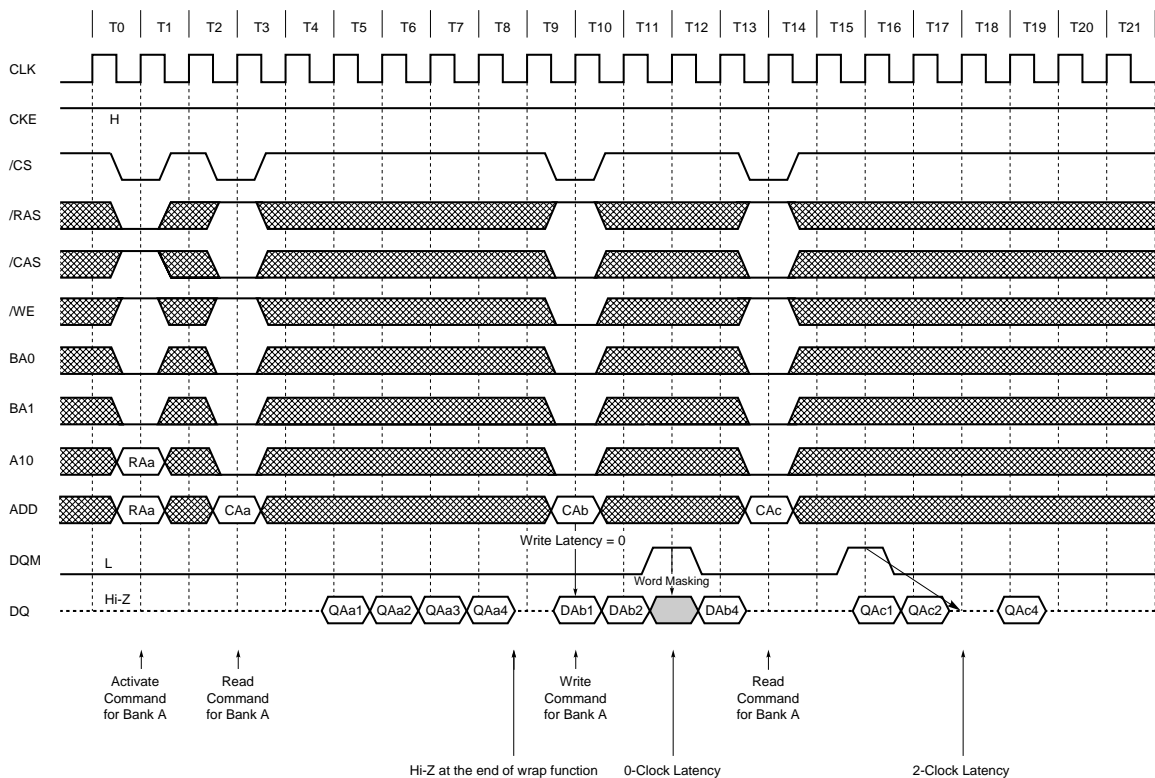 T0 T1 T2 T3 T4 T5 T6 T7 T8 T9 T10 T11 T12 T13 T14 T15 T16 T17 T18 T19 T20 T21
CLK
CKE H
/CS
/RAS
/CAS
/WE
BA0
BA1
A10 RAa
ADD RAa CAa CAb CAc
Write Latency = 0
DQM L
Word Masking
Hi-Z
DQ QAa1 QAa2 QAa3 QAa4 DAb1 DAb2 DAb4 QAc1 QAc2 QAc4
Activate
Command
for Bank A
Read
Command
for Bank A
Write
Command
for Bank A
Read
Command
for Bank A
Hi-Z at the end of wrap function
0-Clock Latency
2-Clock Latency